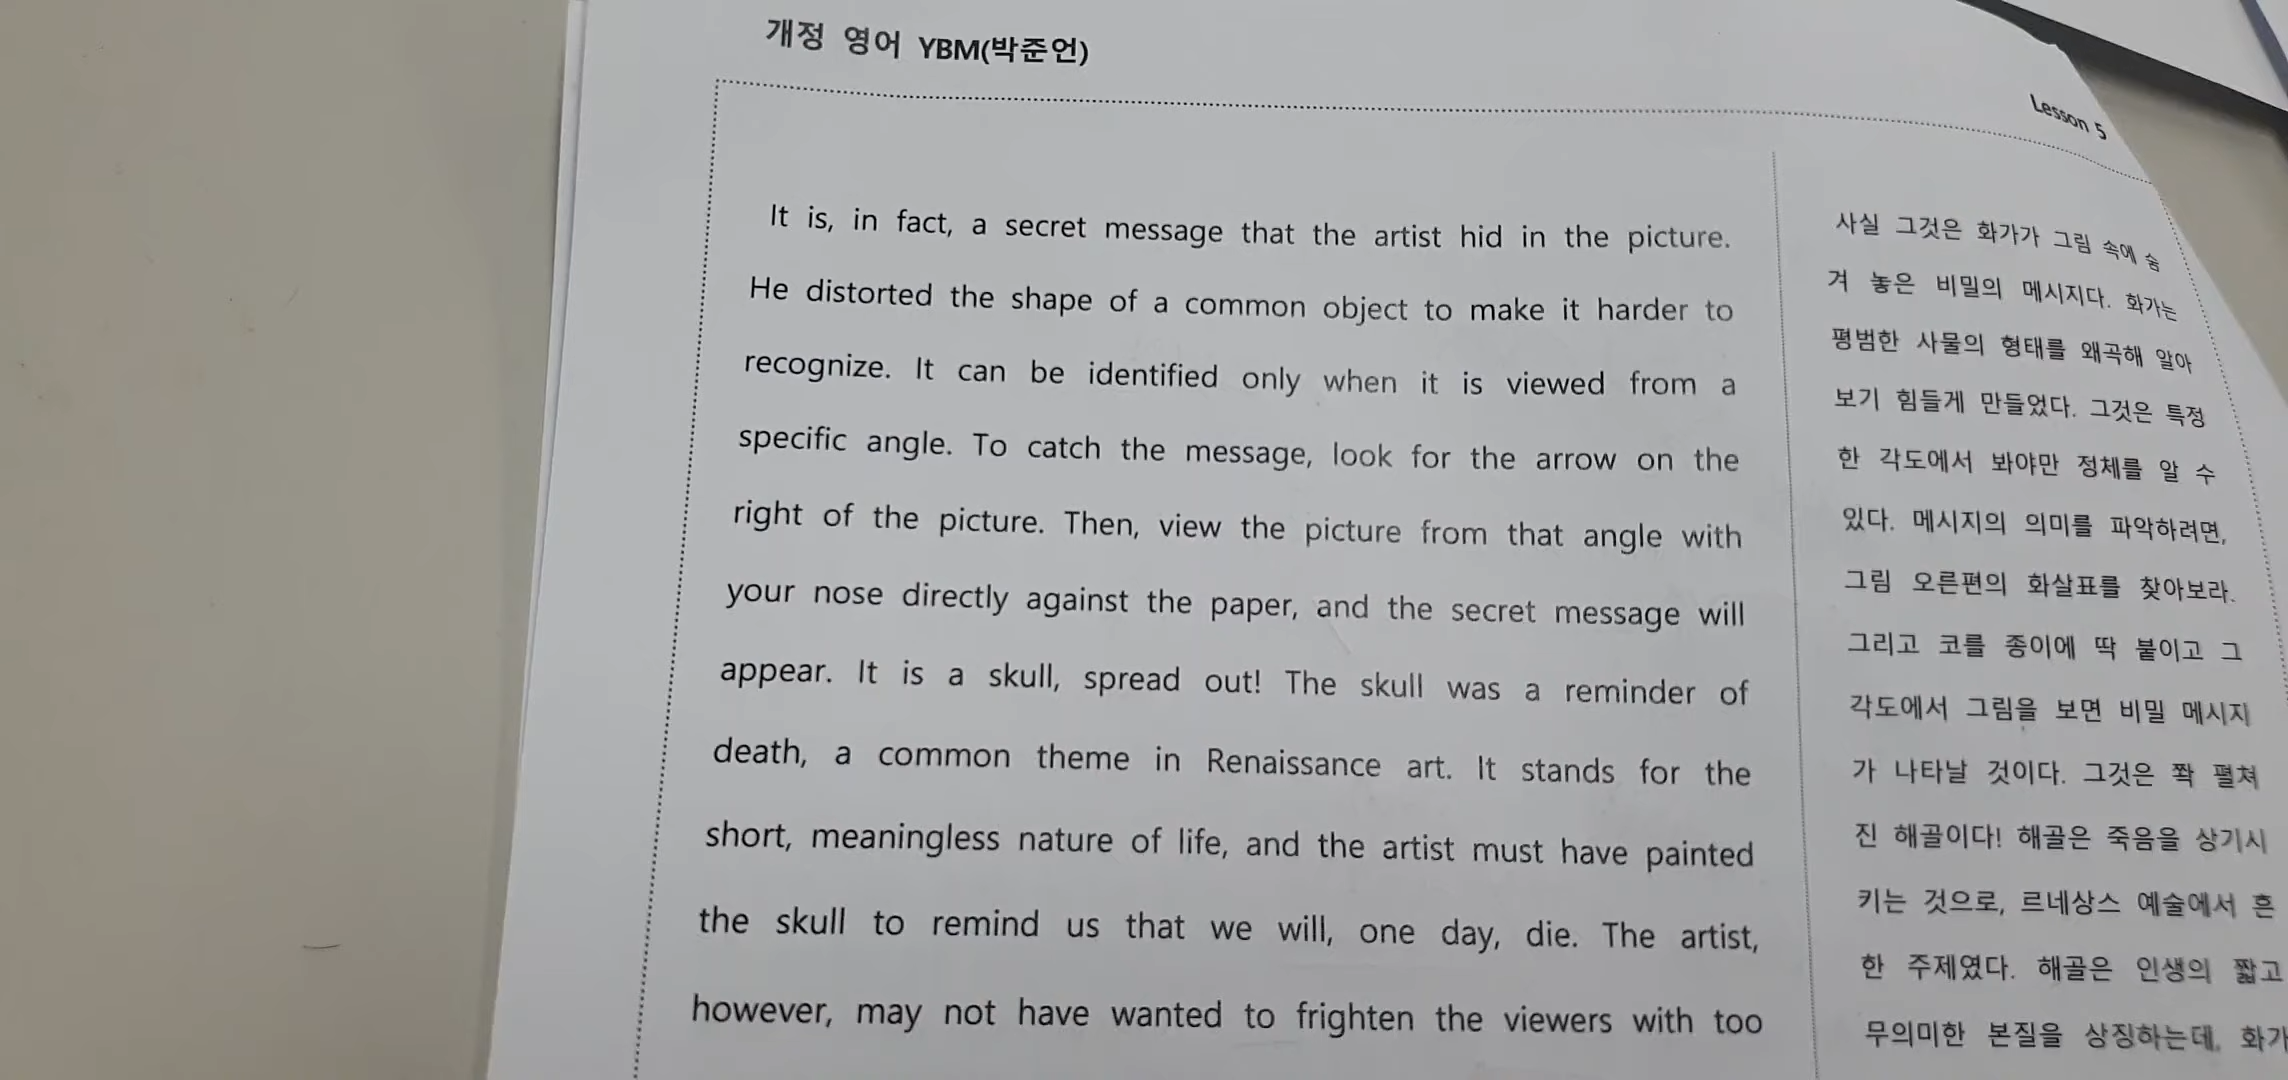 개정 영어 YBM(박준언)
Lesson 5
It is, in fact, a secret message that the artist hid in the picture.
He distorted the shape of a common object to make it harder to
recognize. It can be identified only when it is viewed from a
specific angle. To catch the message, look for the arrow on the
right of the picture. Then, view the picture from that angle with
your nose directly against the paper, and the secret message will
appear. It is a skull, spread out! The skull was a reminder of
death, a common theme in Renaissance art. It stands for the
short, meaningless nature of life, and the artist must have painted
the skull to remind us that we will, one day, die. The artist,
however, may not have wanted to frighten the viewers with too
사실 그것은 화가가 그림 속에 숨
겨 놓은 비밀의 메시지다. 화가는
평범한 사물의 형태를 왜곡해 알아
보기 힘들게 만들었다. 그것은 특정
한 각도에서 봐야만 정체를 알 수
있다. 메시지의 의미를 파악하려면,
그림 오른편의 화살표를 찾아보라.
그리고 코를 종이에 딱 붙이고 그
각도에서 그림을 보면 비밀 메시지
가 나타날 것이다. 그것은 쫙 펼쳐
진 해골이다! 해골은 죽음을 상기시
키는 것으로, 르네상스 예술에서 흔
한 주제였다. 해골은 인생의 짧고
무의미한 본질을 상징하는데, 화가